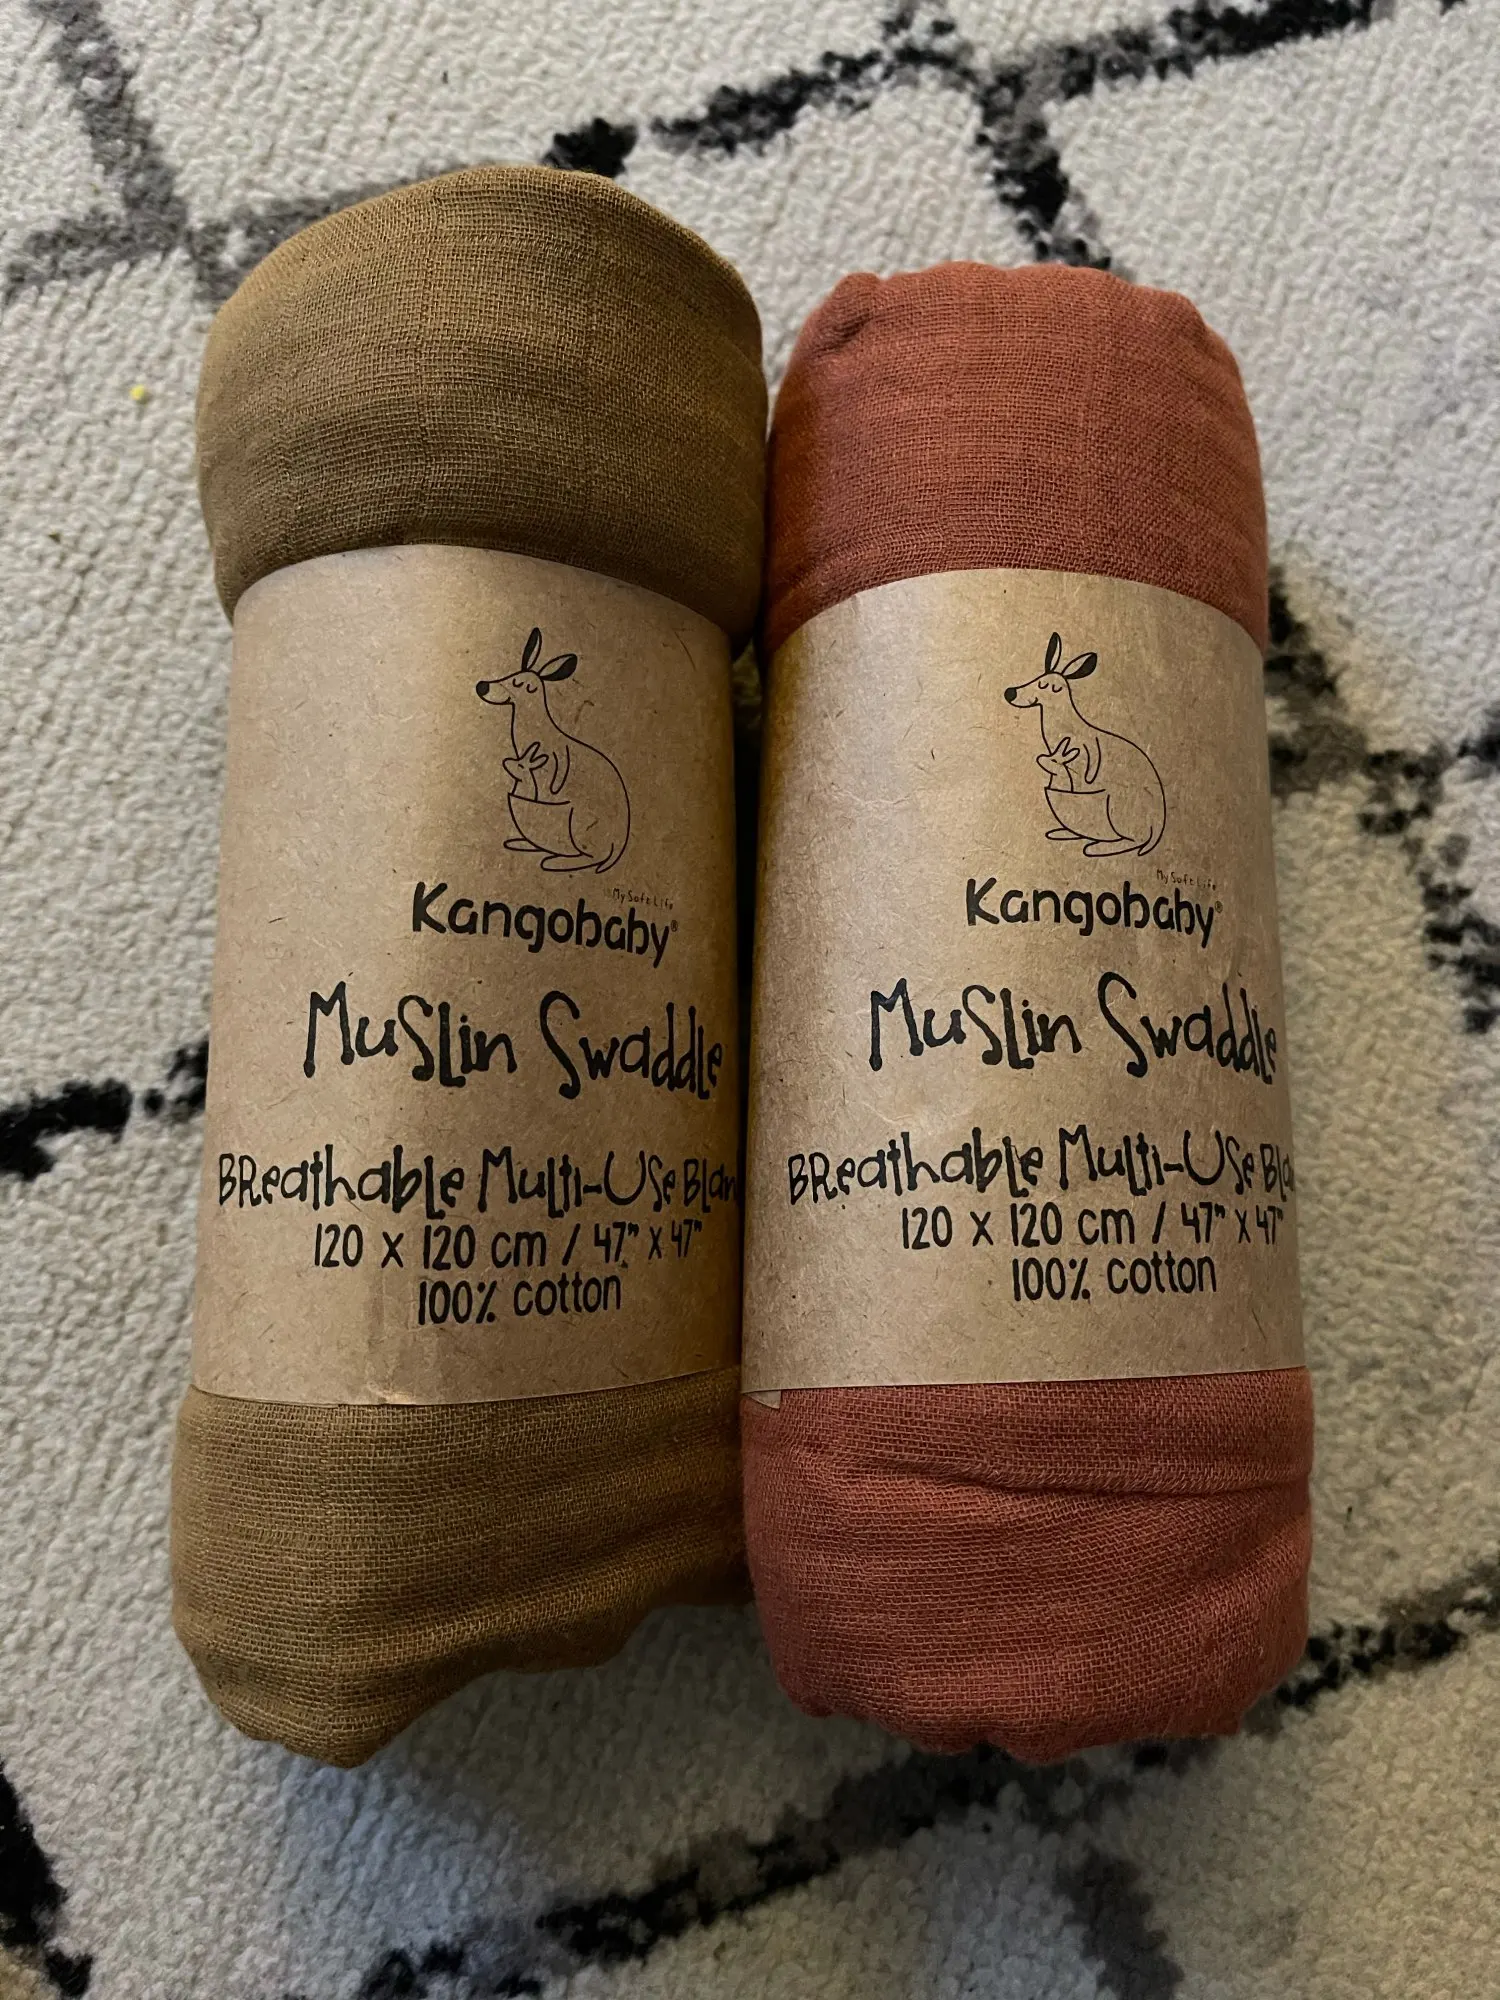 My Soft Life
Kangobaby®
Muslin Swaddle
Breathable Multi-Use Blan
120 x 120 cm / 47" x 47"
100% cotton
My Soft Life
Kangobaby®
Muslin Swaddle
Breathable Multi-Use Bla
120 x 120 cm / 47" x 47"
100% cotton